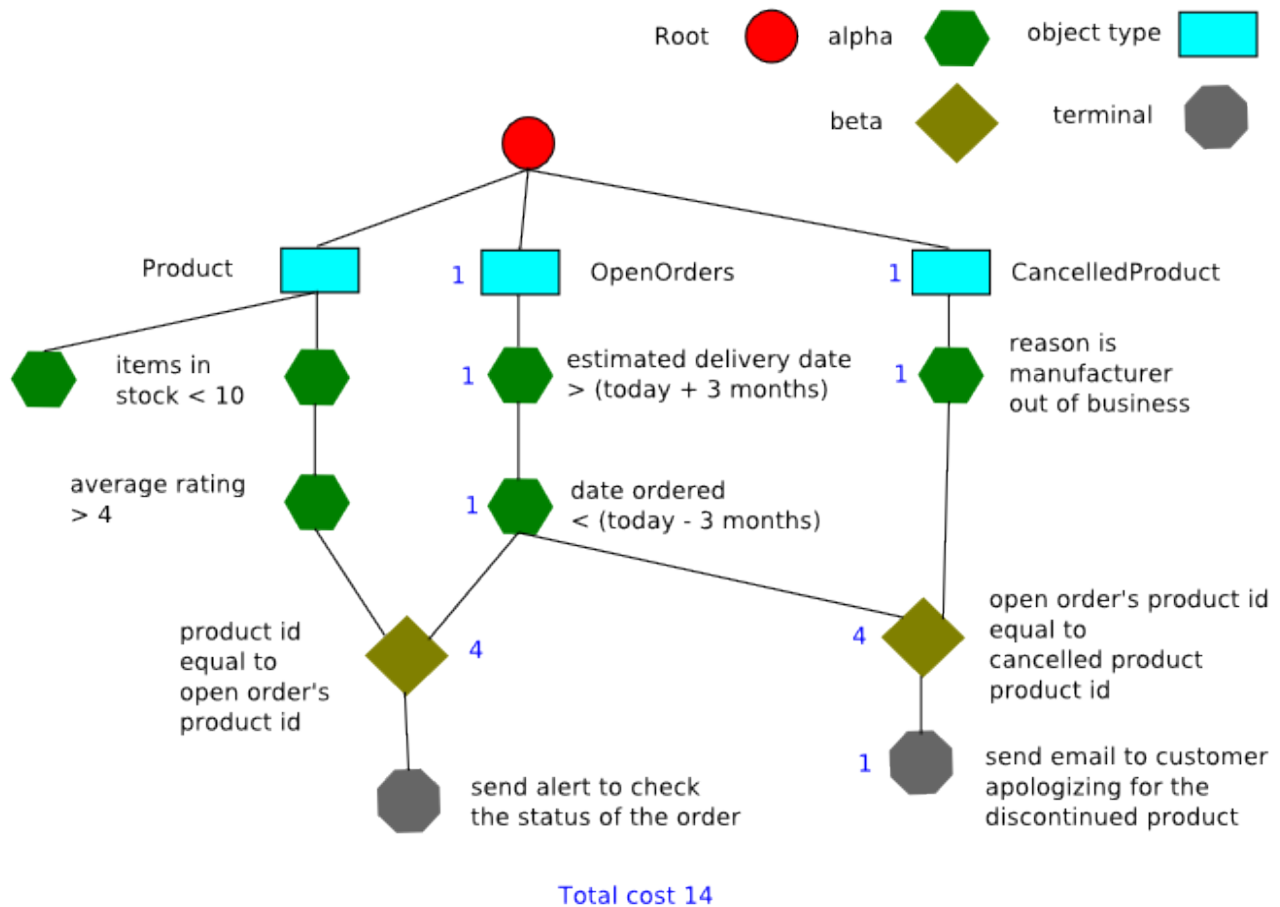 Root
alpha
object type
beta
terminal
Product
1
OpenOrders
1
CancelledProduct
items in
stock < 10
1
estimated delivery date
> (today + 3 months)
1
reason is
manufacturer
out of business
average rating
> 4
1
date ordered
< (today - 3 months)
product id
equal to
open order's
product id
4
4
open order's product id
equal to
cancelled product
product id
send alert to check
the status of the order
1
send email to customer
apologizing for the
discontinued product
Total cost 14